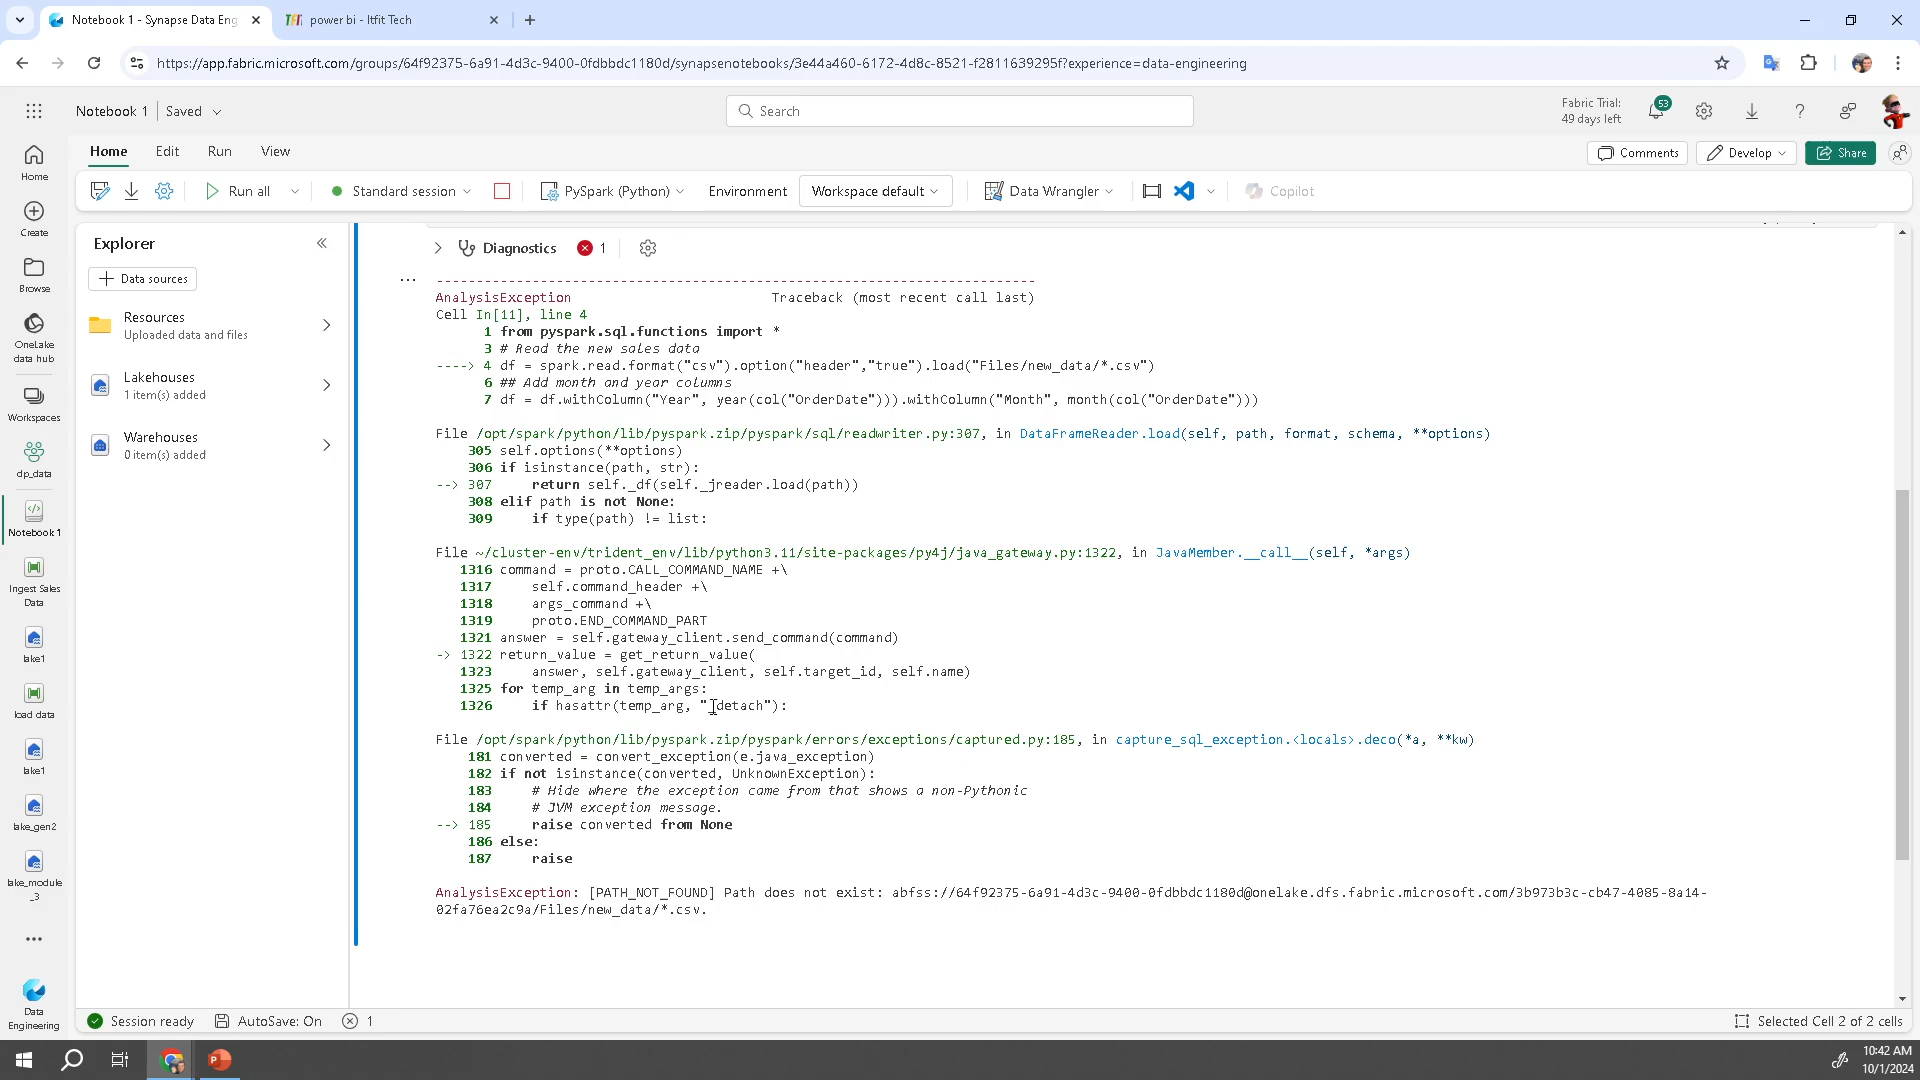 Notebook 1 - Synapse Data Eng
power bi - Itfit Tech
https://app.fabric.microsoft.com/groups/64f92375-6a91-4d3c-9400-0fdbbdc1180d/synapsenotebooks/3e44a460-6172-4d8c-8521-f2811639295f?experience=data-engineering
Notebook 1 | Saved
Search
Fabric Trial:
49 days left
53
Home Edit Run View
Comments Develop Share
Run all Standard session PySpark (Python) Environment Workspace default Data Wrangler Copilot
Home
Create
Browse
OneLake
data hub
Workspaces
dp_data
Notebook 1
Ingest Sales
Data
lake1
load data
lake1
lake_gen2
lake_module
_3
Data
Engineering
Explorer
Data sources
Resources
Uploaded data and files
Lakehouses
1 item(s) added
Warehouses
0 item(s) added
Diagnostics 1
---------------------------------------------------------------------------
AnalysisException                         Traceback (most recent call last)
Cell In[11], line 4
1 from pyspark.sql.functions import *
3 # Read the new sales data
----> 4 df = spark.read.format("csv").option("header","true").load("Files/new_data/*.csv")
6 ## Add month and year columns
7 df = df.withColumn("Year", year(col("OrderDate"))).withColumn("Month", month(col("OrderDate")))
File /opt/spark/python/lib/pyspark.zip/pyspark/sql/readwriter.py:307, in DataFrameReader.load(self, path, format, schema, **options)
305 self.options(**options)
306 if isinstance(path, str):
--> 307     return self._df(self._jreader.load(path))
308 elif path is not None:
309     if type(path) != list:
File ~/cluster-env/trident_env/lib/python3.11/site-packages/py4j/java_gateway.py:1322, in JavaMember.__call__(self, *args)
1316 command = proto.CALL_COMMAND_NAME +\
1317     self.command_header +\
1318     args_command +\
1319     proto.END_COMMAND_PART
1321 answer = self.gateway_client.send_command(command)
-> 1322 return_value = get_return_value(
1323     answer, self.gateway_client, self.target_id, self.name)
1325 for temp_arg in temp_args:
1326     if hasattr(temp_arg, "_detach"):
File /opt/spark/python/lib/pyspark.zip/pyspark/errors/exceptions/captured.py:185, in capture_sql_exception.<locals>.deco(*a, **kw)
181 converted = convert_exception(e.java_exception)
182 if not isinstance(converted, UnknownException):
183     # Hide where the exception came from that shows a non-Pythonic
184     # JVM exception message.
--> 185     raise converted from None
186 else:
187     raise
AnalysisException: [PATH_NOT_FOUND] Path does not exist: abfss://64f92375-6a91-4d3c-9400-0fdbbdc1180d@onelake.dfs.fabric.microsoft.com/3b973b3c-cb47-4085-8a14-
02fa76ea2c9a/Files/new_data/*.csv.
Session ready AutoSave: On 1
Selected Cell 2 of 2 cells
10:42 AM
10/1/2024